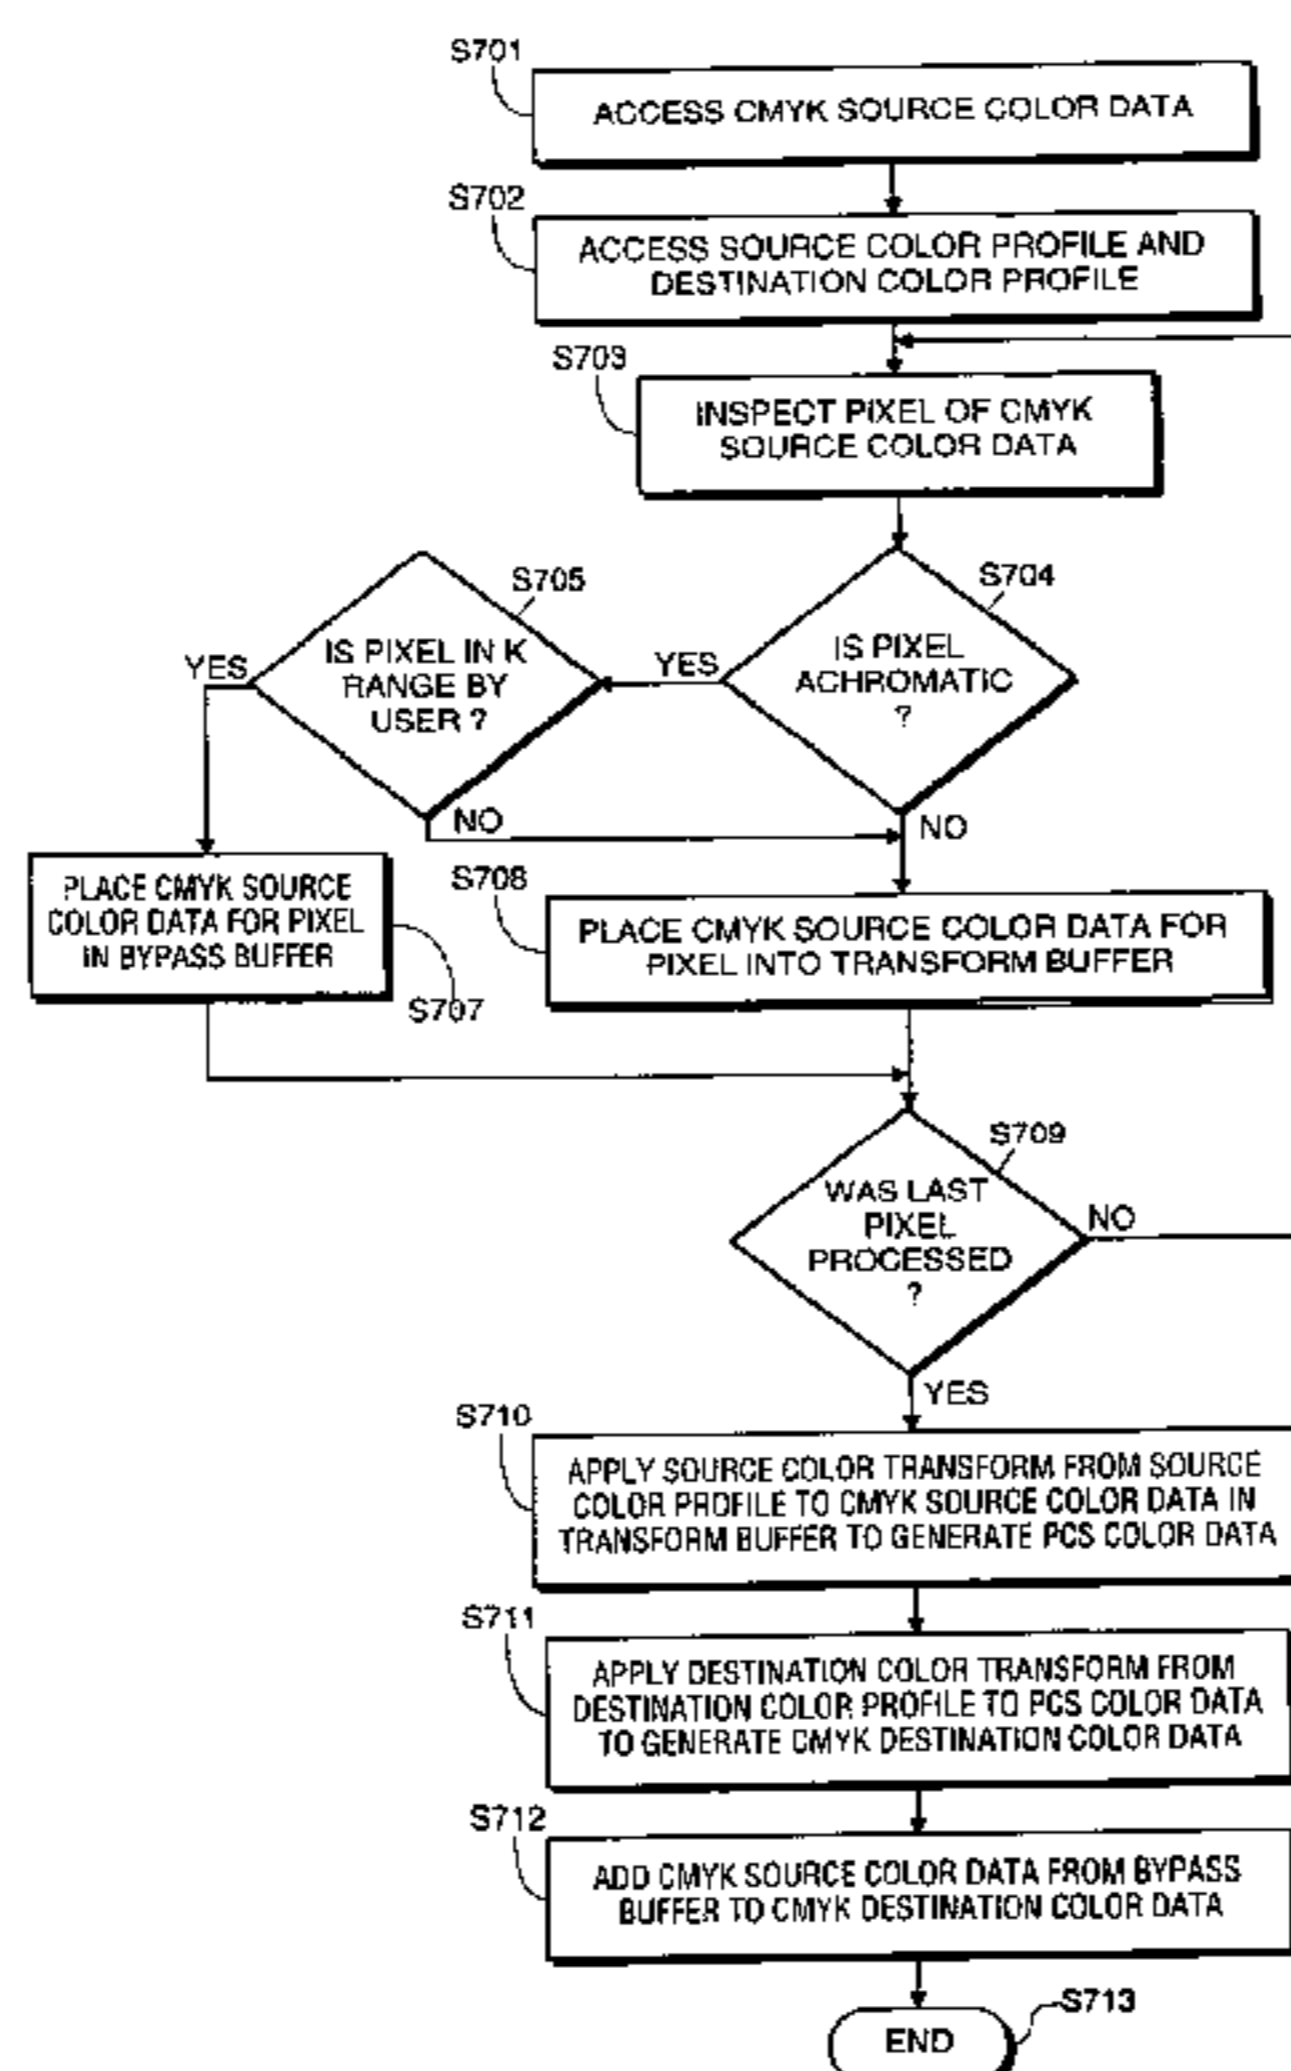 S701
ACCESS CMYK SOURCE COLOR DATA
S702
ACCESS SOURCE COLOR PROFILE AND
DESTINATION COLOR PROFILE
S703
INSPECT PIXEL OF CMYK
SOURCE COLOR DATA
S705
IS PIXEL IN K
RANGE BY
USER ?
YES
NO
S704
IS PIXEL
ACHROMATIC
?
YES
NO
PLACE CMYK SOURCE
COLOR DATA FOR PIXEL
IN BYPASS BUFFER
S707
S708
PLACE CMYK SOURCE COLOR DATA FOR
PIXEL INTO TRANSFORM BUFFER
S709
WAS LAST
PIXEL
PROCESSED
?
NO
YES
S710
APPLY SOURCE COLOR TRANSFORM FROM SOURCE
COLOR PROFILE TO CMYK SOURCE COLOR DATA IN
TRANSFORM BUFFER TO GENERATE PCS COLOR DATA
S711
APPLY DESTINATION COLOR TRANSFORM FROM
DESTINATION COLOR PROFILE TO PCS COLOR DATA
TO GENERATE CMYK DESTINATION COLOR DATA
S712
ADD CMYK SOURCE COLOR DATA FROM BYPASS
BUFFER TO CMYK DESTINATION COLOR DATA
S713
END